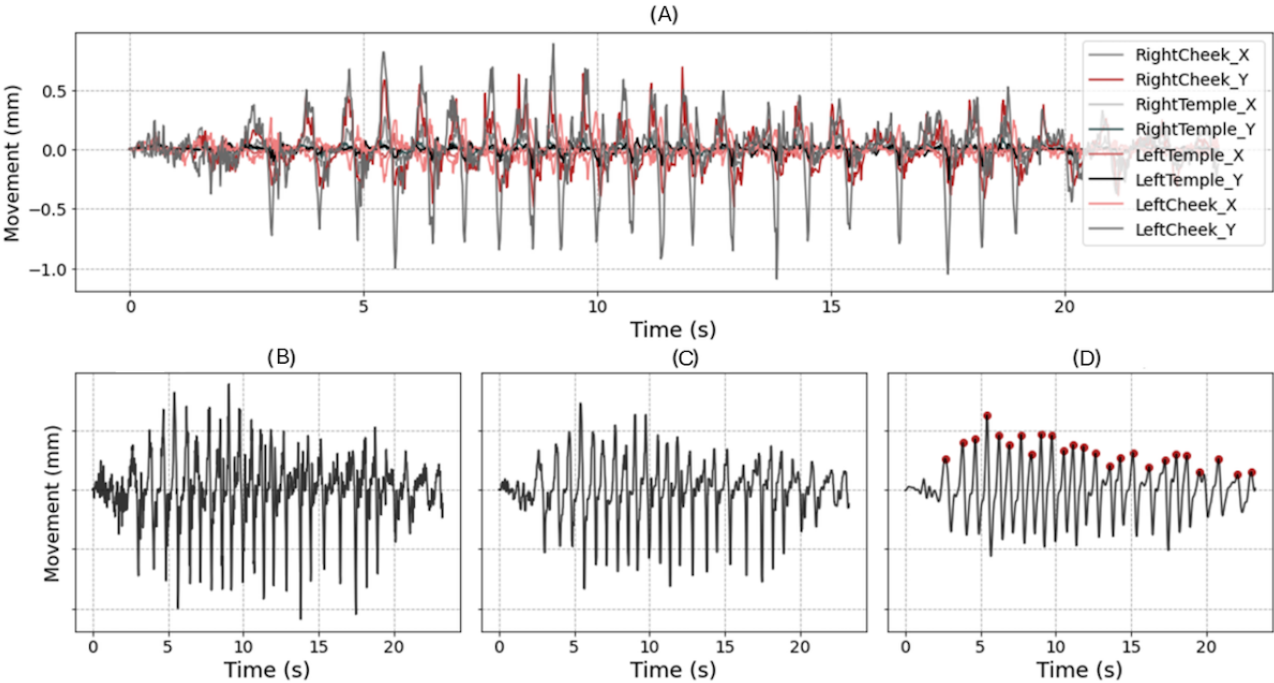 (A)
Movement (mm)
0.5
0.0
−0.5
−1.0
RightCheek_X
RightCheek_Y
RightTemple_X
RightTemple_Y
LeftTemple_X
LeftTemple_Y
LeftCheek_X
LeftCheek_Y
0 5 10 15 20
Time (s)
(B) (C) (D)
Movement (mm)
0 5 10 15 20 0 5 10 15 20 0 5 10 15 20
Time (s) Time (s) Time (s)